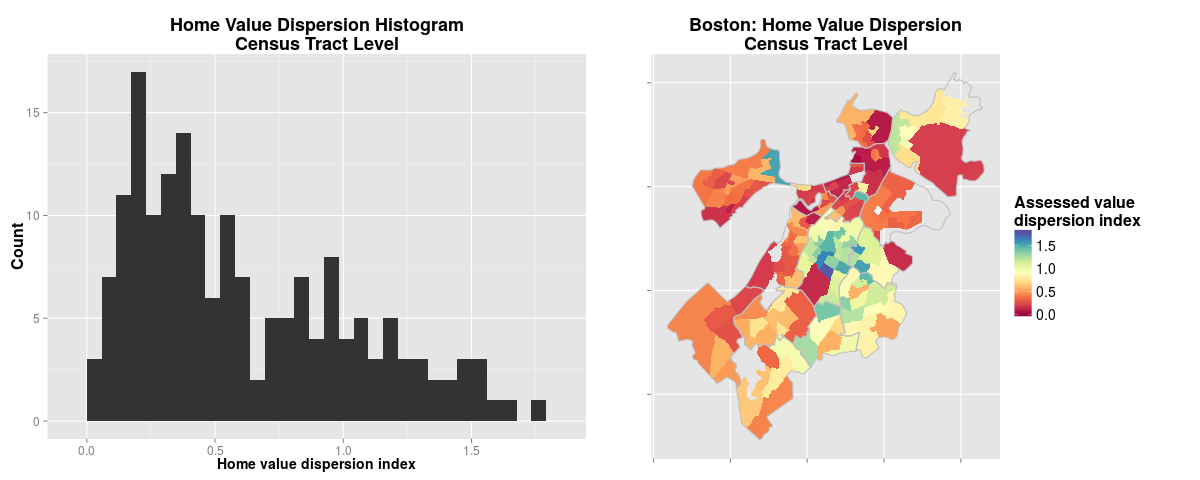 Home Value Dispersion Histogram
Census Tract Level
Count
15
10
5
0
0.0
0.5
1.0
1.5
Home value dispersion index
Boston: Home Value Dispersion
Census Tract Level
Assessed value
dispersion index
1.5
1.0
0.5
0.0